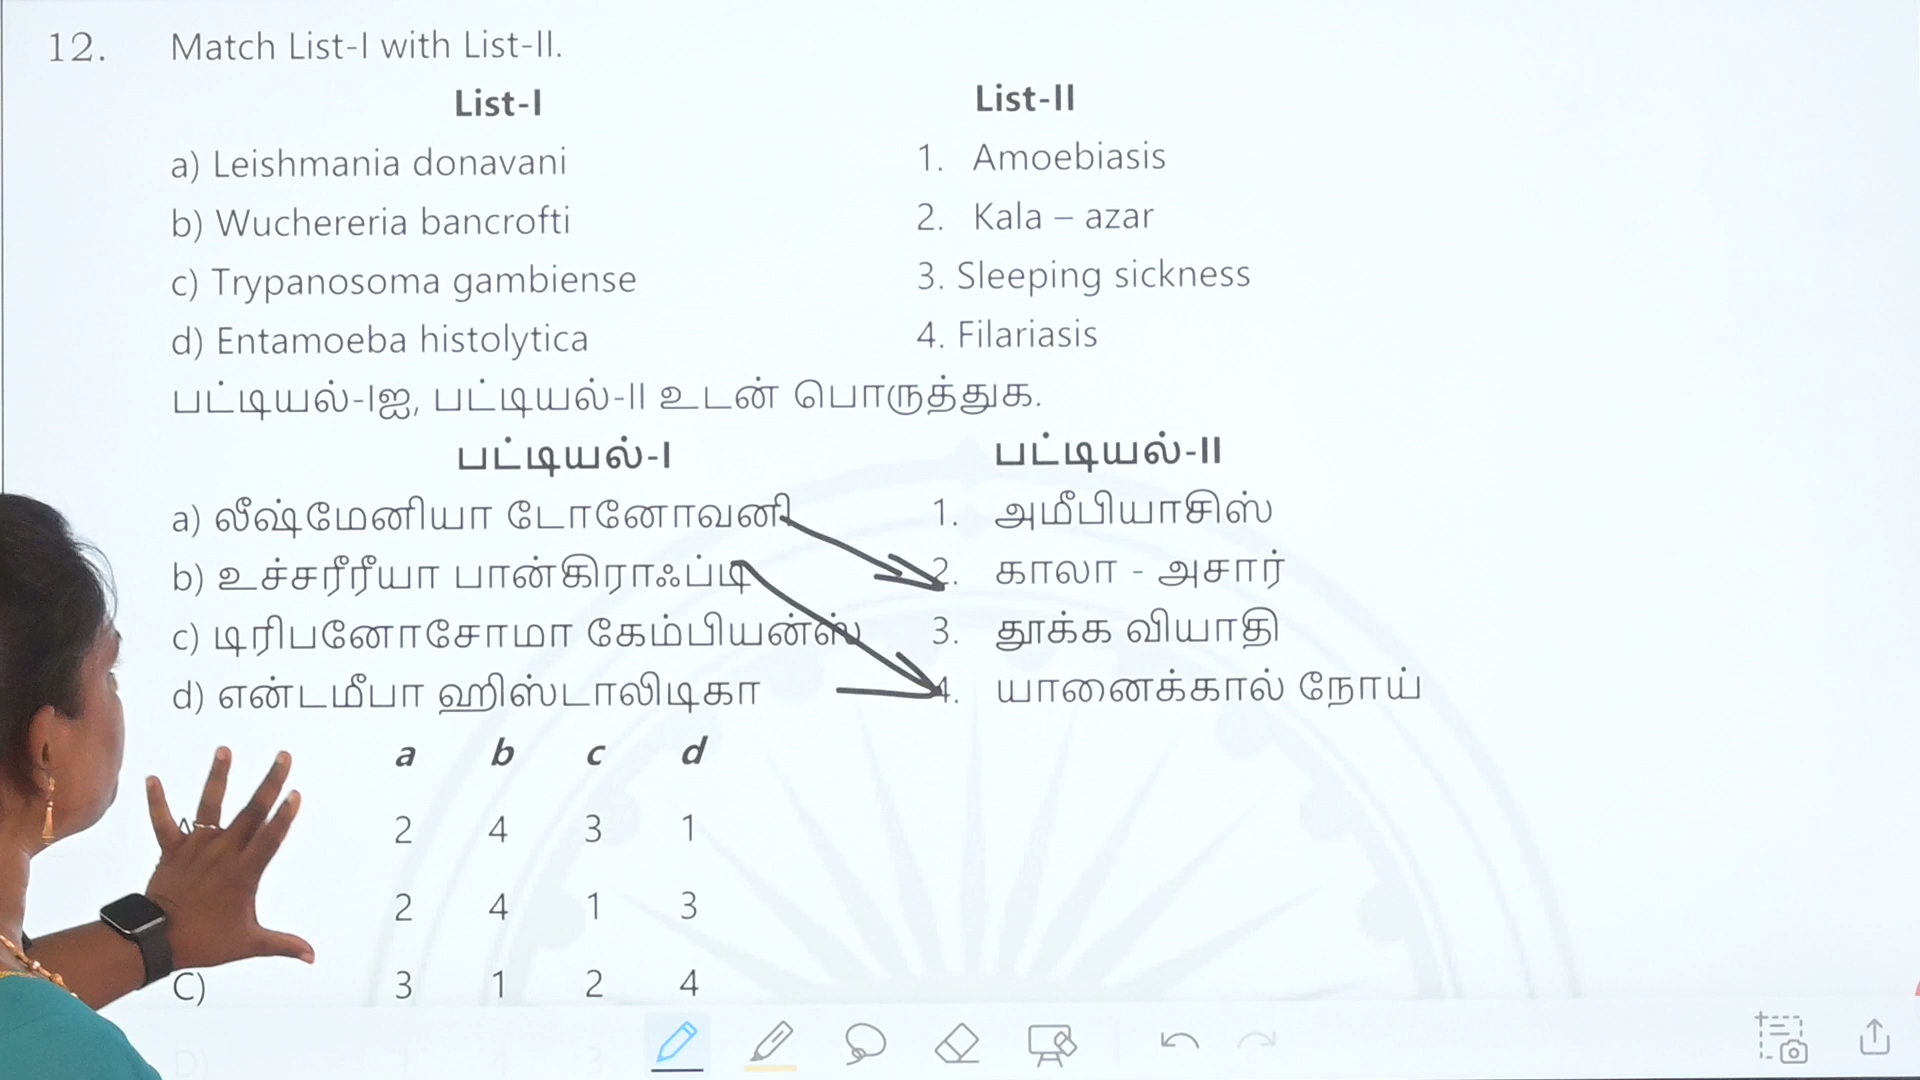 12. Match List-I with List-II.
List-I List-II
a) Leishmania donavani 1. Amoebiasis
b) Wuchereria bancrofti 2. Kala – azar
c) Trypanosoma gambiense 3. Sleeping sickness
d) Entamoeba histolytica 4. Filariasis
பட்டியல்-Iஐ, பட்டியல்-II உடன் பொருத்துக.
பட்டியல்-I பட்டியல்-II
a) லீஷ்மேனியா டோனோவனி 1. அமீபியாசிஸ்
b) உச்சரீரீயா பான்கிராஃப்டி 2. காலா - அசார்
c) டிரிபனோசோமா கேம்பியன்ஸ் 3. தூக்க வியாதி
d) என்டமீபா ஹிஸ்டாலிடிகா 4. யானைக்கால் நோய்
a b c d
2 4 3 1
2 4 1 3
C) 3 1 2 4